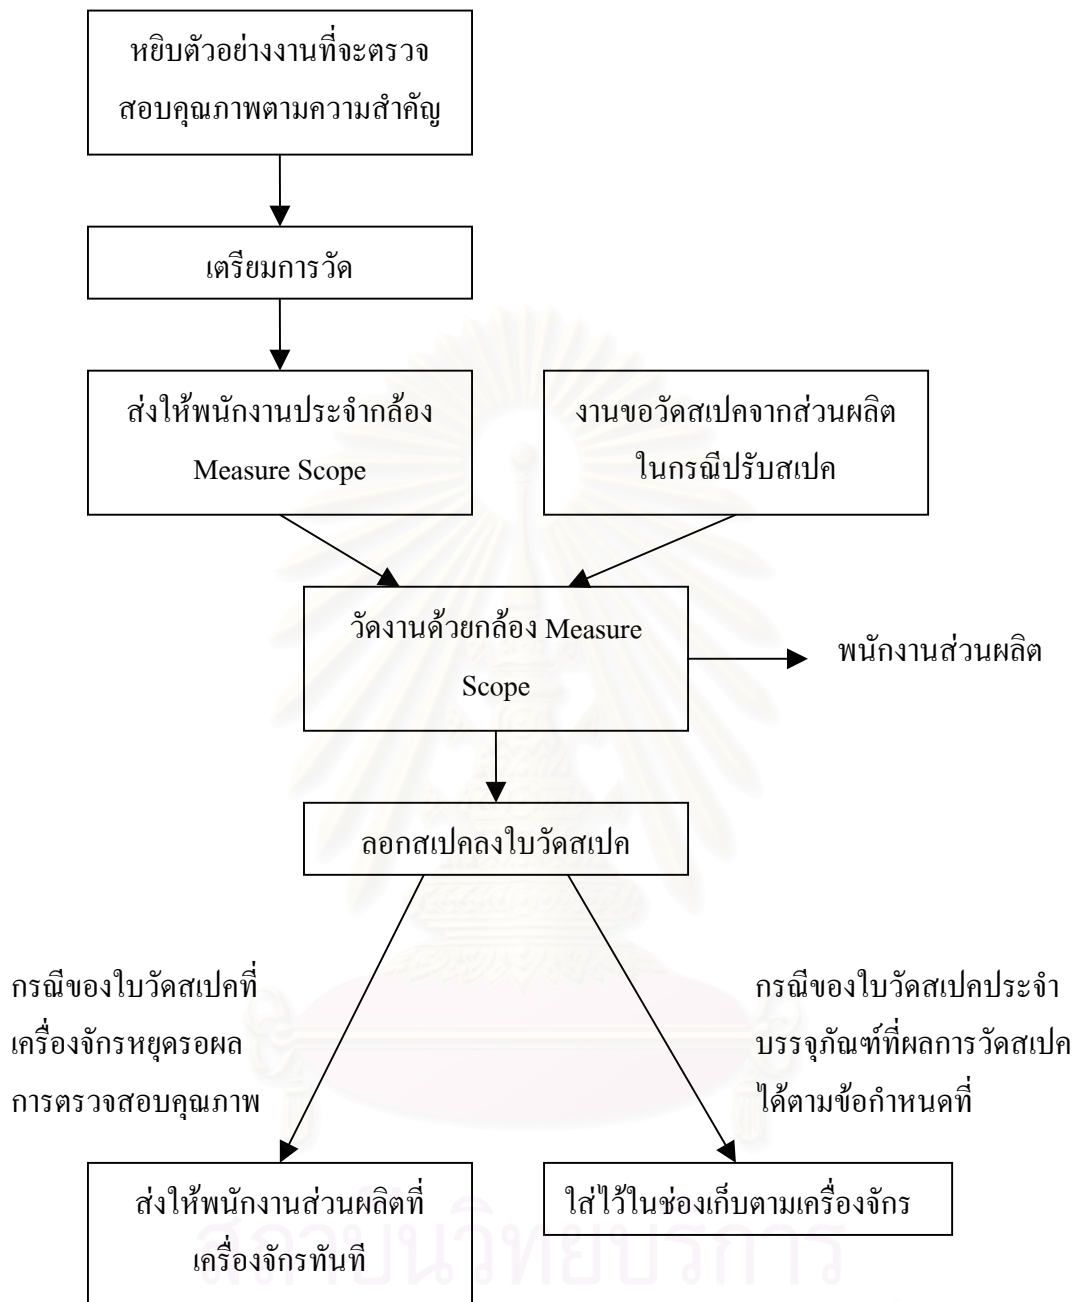 หยิบตัวอย่างงานที่จะตรวจ
สอบคุณภาพตามความสำคัญ
เตรียมการวัด
ส่งให้พนักงานประจำกล้อง
Measure Scope
งานขอวัดสเปคจากส่วนผลิต
ในกรณีปรับสเปค
วัดงานด้วยกล้อง Measure
Scope
พนักงานส่วนผลิต
ลอกสเปคลงใบวัดสเปค
กรณีของใบวัดสเปคที่
เครื่องจักรหยุดรอผล
การตรวจสอบคุณภาพ
กรณีของใบวัดสเปคประจำ
บรรจุภัณฑ์ที่ผลการวัดสเปค
ได้ตามข้อกำหนดที่
ส่งให้พนักงานส่วนผลิตที่
เครื่องจักรทันที
ใส่ไว้ในช่องเก็บตามเครื่องจักร
สถาบันวิทยบริการ